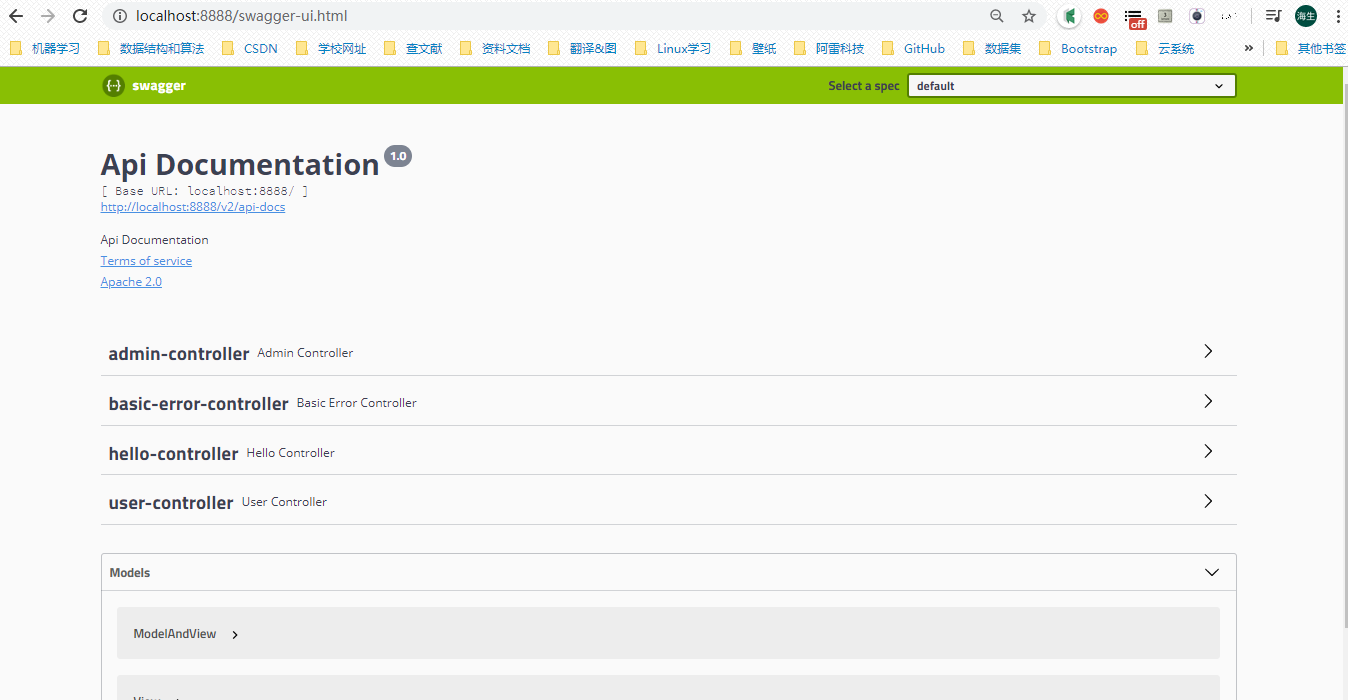 localhost:8888/swagger-ui.html
off
海生
机器学习 数据结构和算法 CSDN 学校网址 查文献 资料文档 翻译&图 Linux学习 壁纸 阿雷科技 GitHub 数据集 Bootstrap 云系统 » 其他书签
{···} swagger
Select a spec default
Api Documentation 1.0
[ Base URL: localhost:8888/ ]
http://localhost:8888/v2/api-docs
Api Documentation
Terms of service
Apache 2.0
admin-controller Admin Controller
basic-error-controller Basic Error Controller
hello-controller Hello Controller
user-controller User Controller
Models
ModelAndView
View